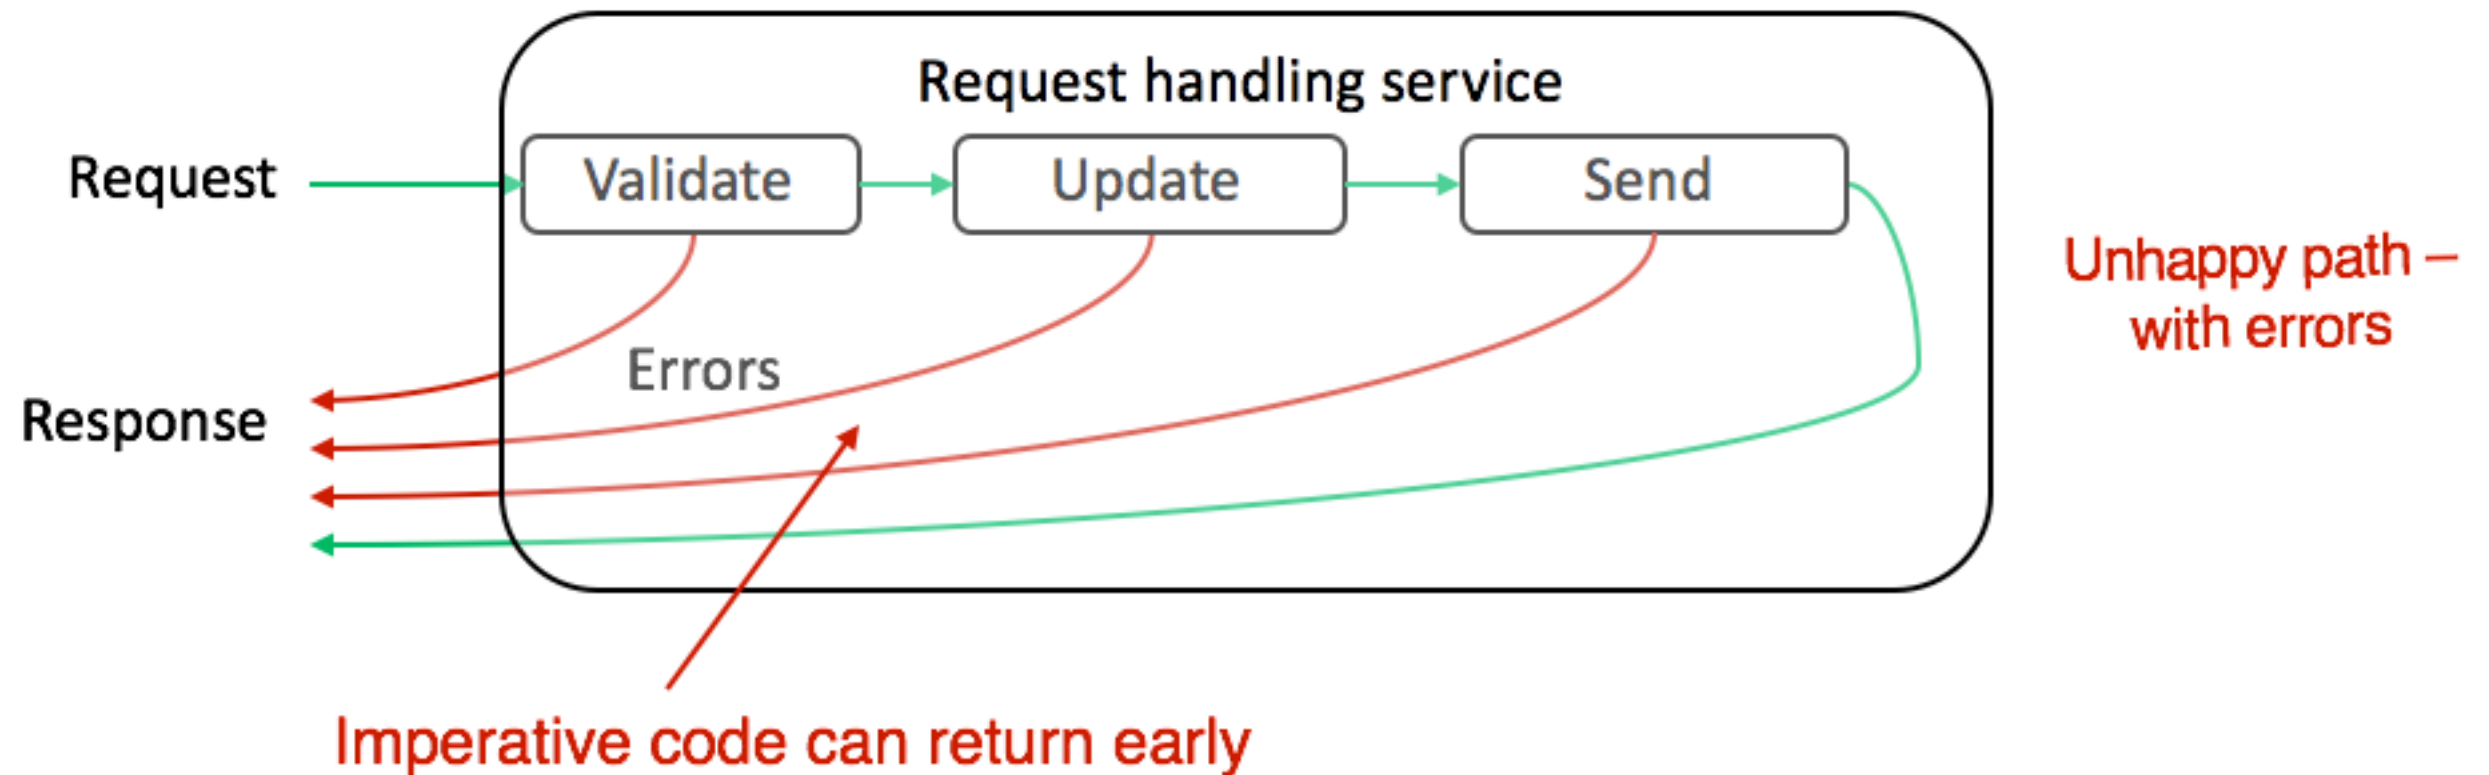 Request handling service
Request
Validate
Update
Send
Unhappy path –
with errors
Errors
Response
Imperative code can return early